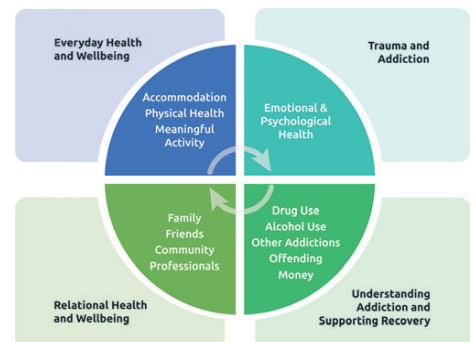 Everyday Health
and Wellbeing
Trauma and
Addiction
Accommodation
Physical Health
Meaningful
Activity
Emotional &
Psychological
Health
Family
Friends
Community
Professionals
Drug Use
Alcohol Use
Other Addictions
Offending
Money
Relational Health
and Wellbeing
Understanding
Addiction and
Supporting Recovery